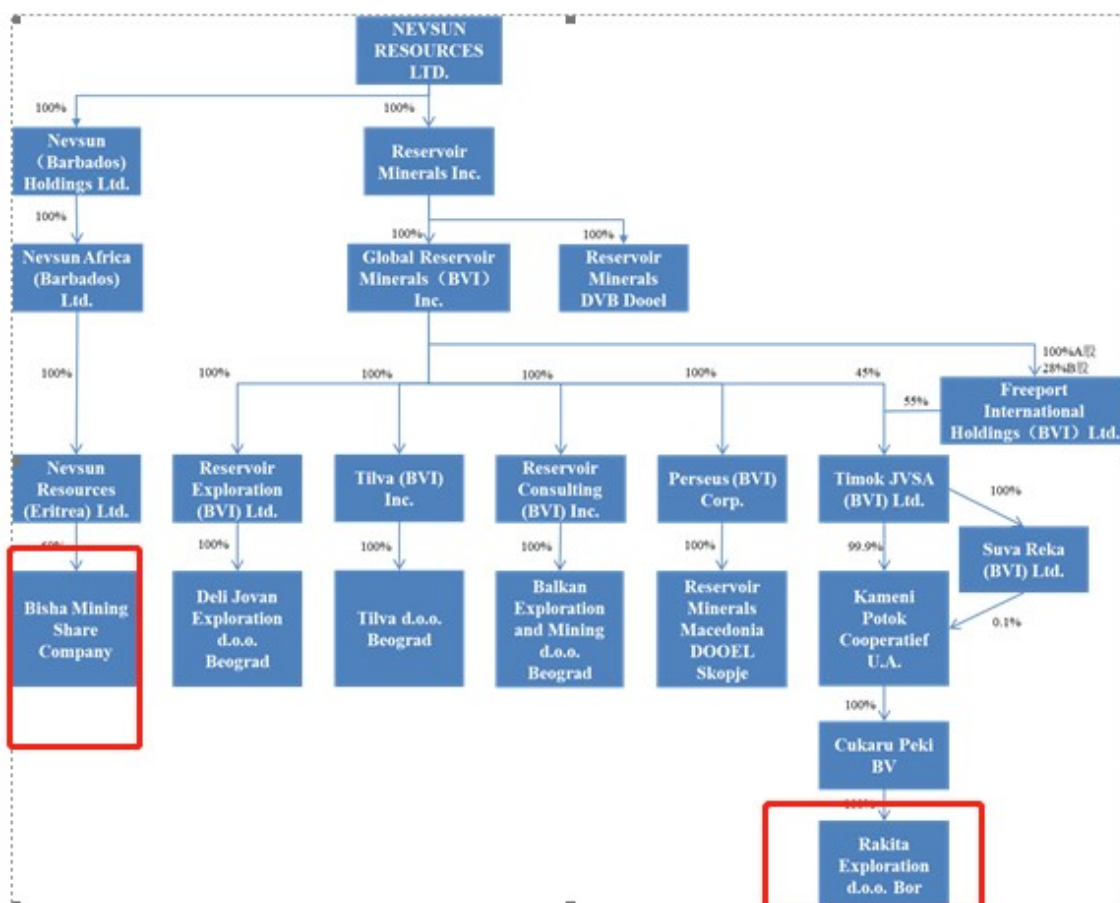 NEVSUN
RESOURCES
LTD.
100%
100%
Nevsun
（Barbados)
Holdings Ltd.
Reservoir
Minerals Inc.
100%
100%
100%
Nevsun Africa
(Barbados)
Ltd.
Global Reservoir
Minerals（BVI）
Inc.
Reservoir
Minerals
DVB Dooel
100%A股
28%B股
100%
100%
100%
100%
100%
45%
55%
Freeport
International
Holdings（BVI）Ltd.
Nevsun
Resources
(Eritrea) Ltd.
Reservoir
Exploration
(BVI) Ltd.
Tilva (BVI)
Inc.
Reservoir
Consulting
(BVI) Inc.
Perseus (BVI)
Corp.
Timok JVSA
(BVI) Ltd.
100%
100%
100%
100%
100%
99.9%
Suva Reka
(BVI) Ltd.
Bisha Mining
Share
Company
Deli Jovan
Exploration
d.o.o.
Beograd
Tilva d.o.o.
Beograd
Balkan
Exploration
and Mining
d.o.o.
Beograd
Reservoir
Minerals
Macedonia
DOOEL
Skopje
Kameni
Potok
Cooperatief
U.A.
0.1%
100%
Cukaru Peki
BV
100%
Rakita
Exploration
d.o.o. Bor